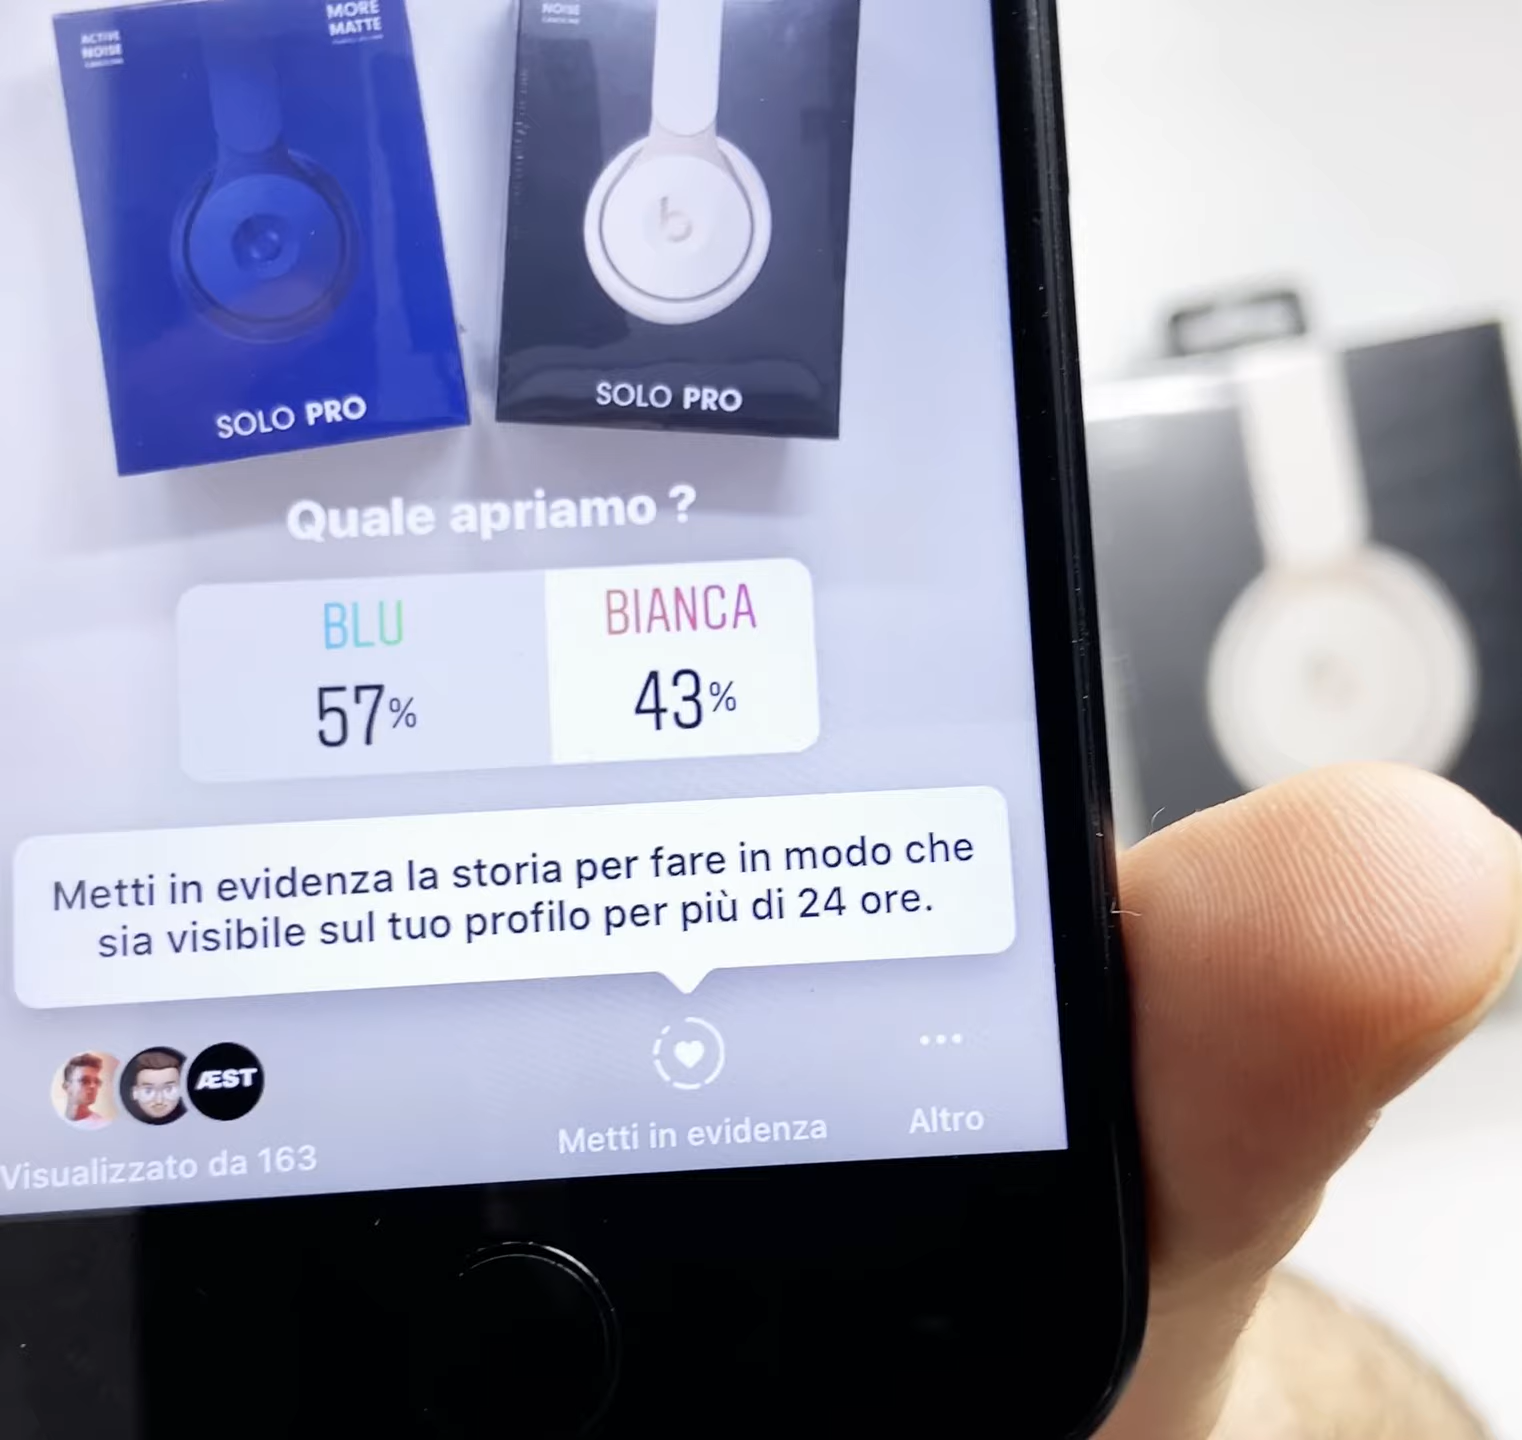 ACTIVE
NOISE
CANCELLING
MORE
MATTE
NOISE
CANCELLING
SOLO PRO
SOLO PRO
Quale apriamo ?
BLU
BIANCA
57%
43%
Metti in evidenza la storia per fare in modo che
sia visibile sul tuo profilo per più di 24 ore.
ÆST
Visualizzato da 163
Metti in evidenza
Altro